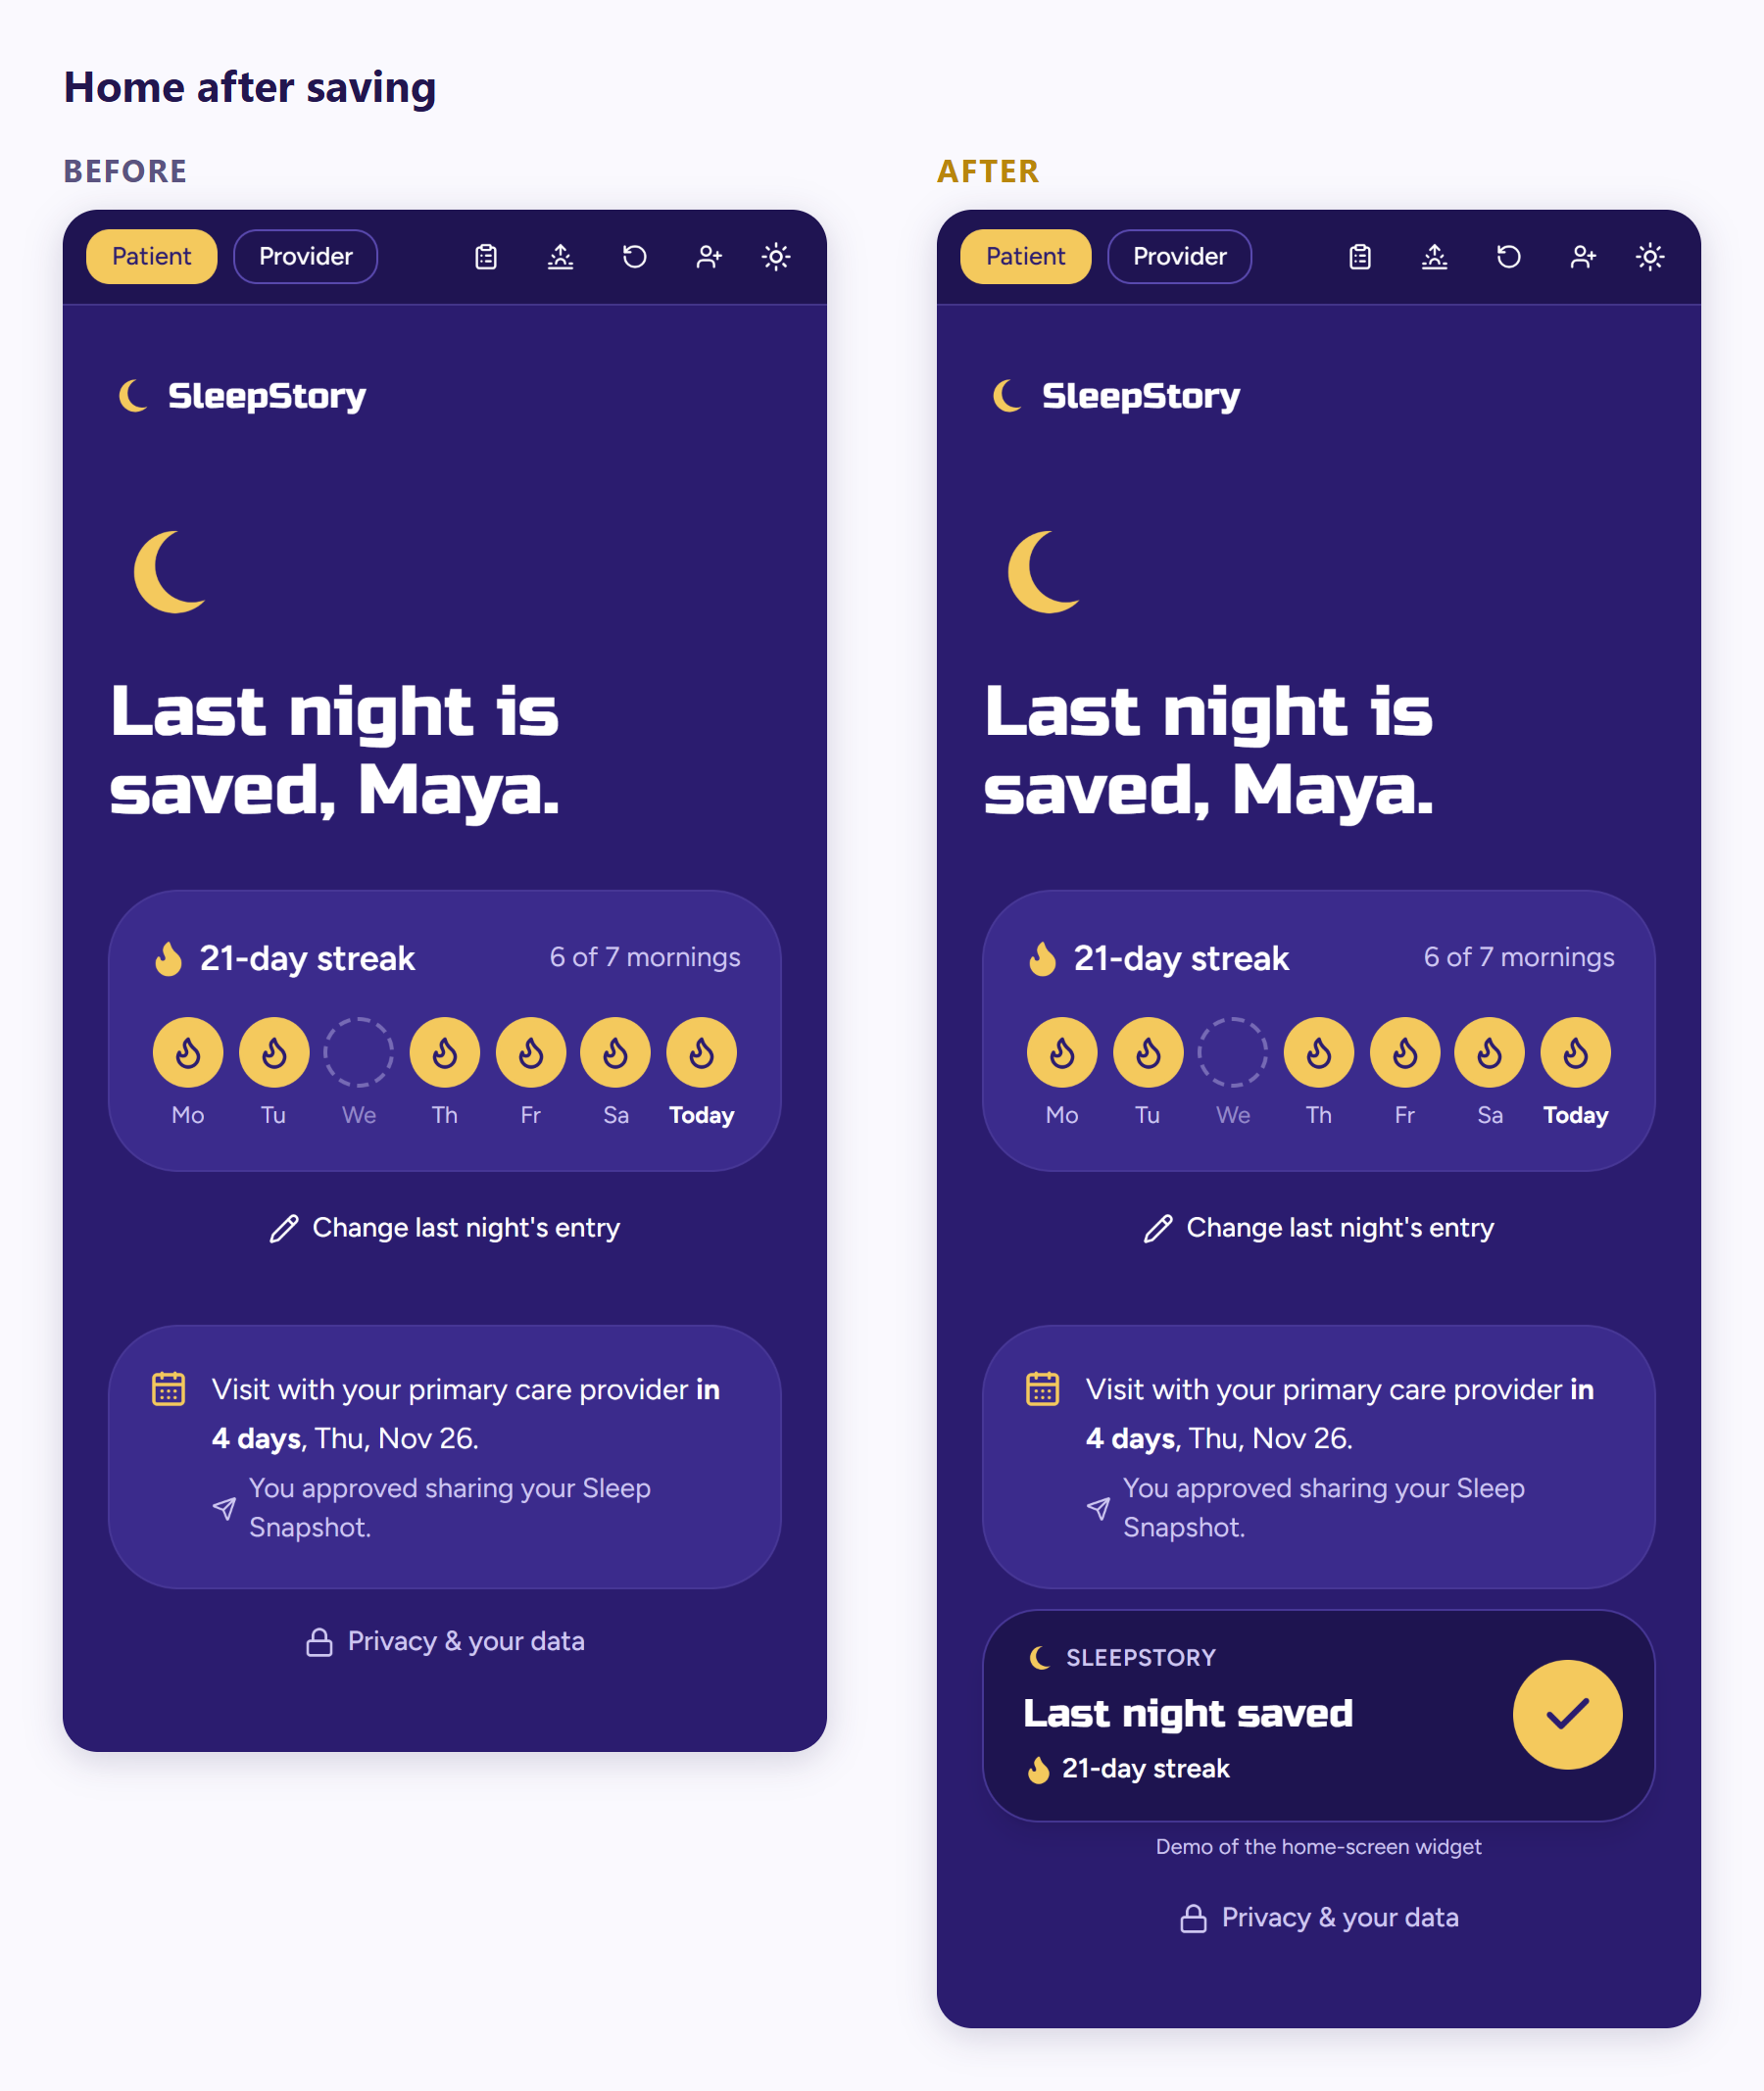 Home after saving
BEFORE
Patient
Provider
SleepStory
Last night is
saved, Maya.
21-day streak
6 of 7 mornings
Mo
Tu
We
Th
Fr
Sa
Today
Change last night's entry
Visit with your primary care provider in
4 days, Thu, Nov 26.
You approved sharing your Sleep
Snapshot.
Privacy & your data
AFTER
Patient
Provider
SleepStory
Last night is
saved, Maya.
21-day streak
6 of 7 mornings
Mo
Tu
We
Th
Fr
Sa
Today
Change last night's entry
Visit with your primary care provider in
4 days, Thu, Nov 26.
You approved sharing your Sleep
Snapshot.
SLEEPSTORY
Last night saved
21-day streak
Demo of the home-screen widget
Privacy & your data